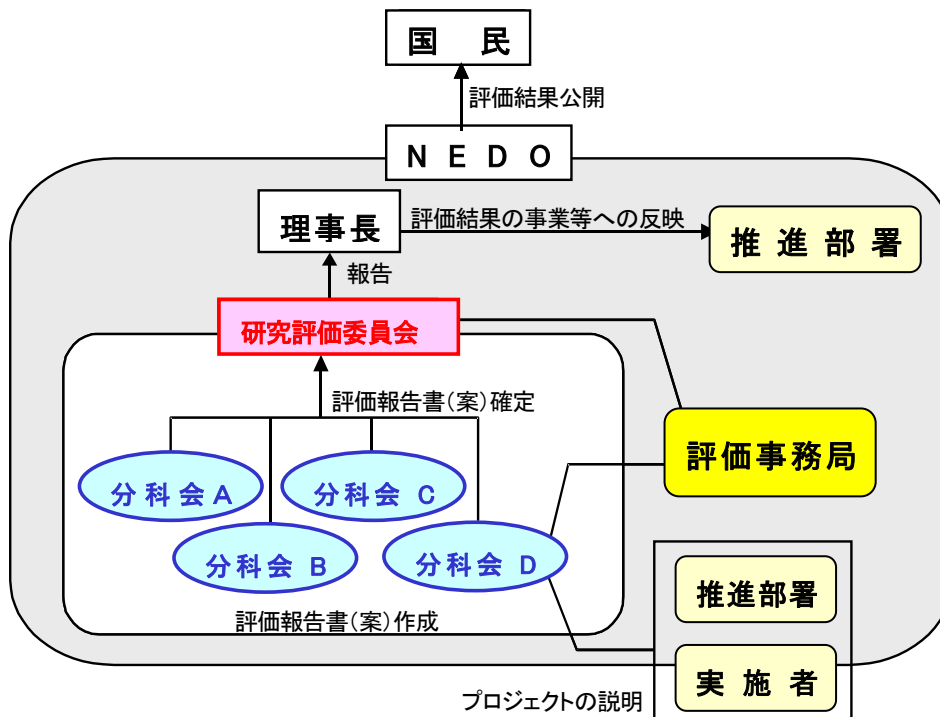 国　民
評価結果公開
ＮＥＤＯ
理事長
評価結果の事業等への反映
推進部署
報告
研究評価委員会
評価報告書（案）確定
評価事務局
分科会Ａ
分科会 Ｃ
分科会 Ｂ
分科会 Ｄ
推進部署
評価報告書（案）作成
実施者
プロジェクトの説明